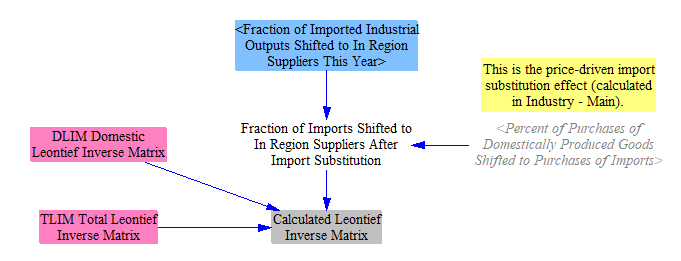 <Fraction of Imported Industrial
Outputs Shifted to In Region
Suppliers This Year>
This is the price-driven import
substitution effect (calculated
in Industry - Main).
Fraction of Imports Shifted to
In Region Suppliers After
Import Substitution
<Percent of Purchases of
Domestically Produced Goods
Shifted to Purchases of Imports>
DLIM Domestic
Leontief Inverse Matrix
TLIM Total Leontief
Inverse Matrix
Calculated Leontief
Inverse Matrix